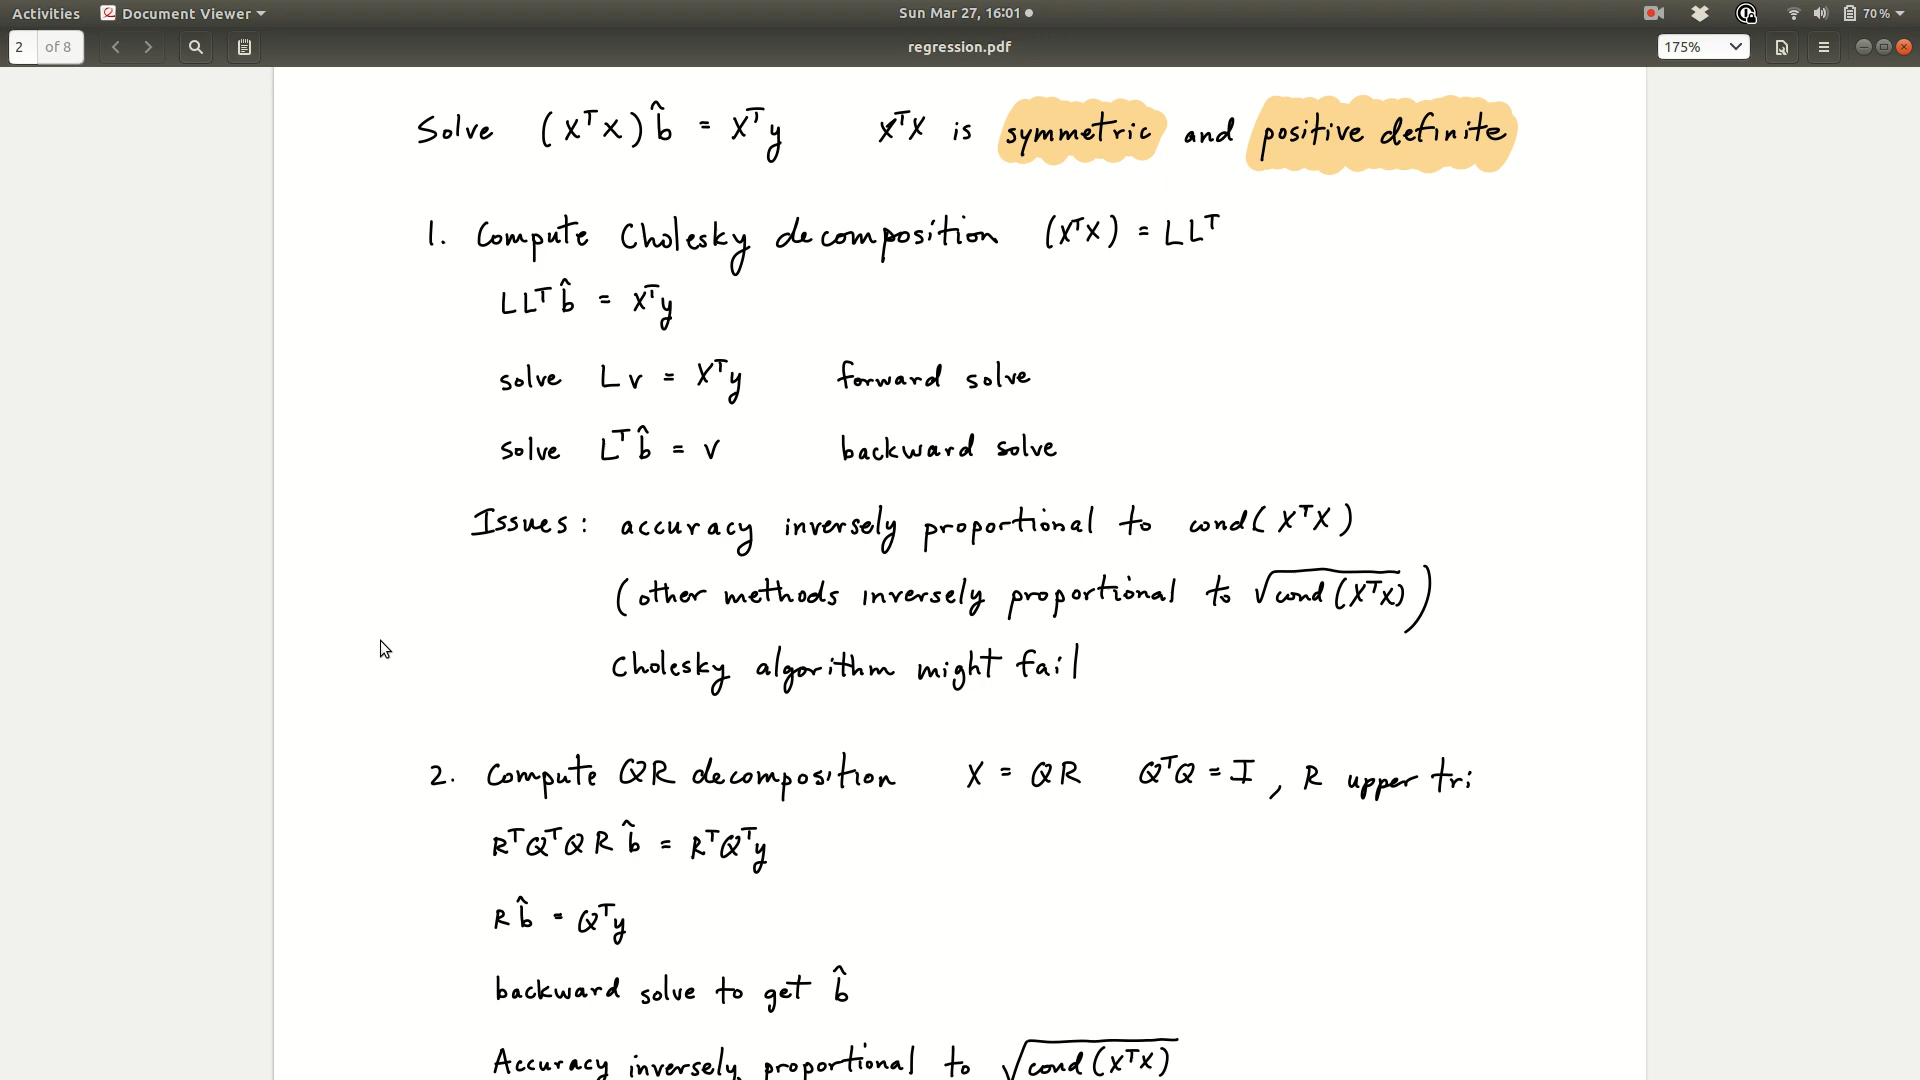 Activities Document Viewer Sun Mar 27, 16:01 70%
2 of 8 regression.pdf 175%
Solve (XᵀX) b̂ = Xᵀy XᵀX is symmetric and positive definite
1. Compute Cholesky decomposition (XᵀX) = LLᵀ
LLᵀ b̂ = Xᵀy
solve Lv = Xᵀy forward solve
solve Lᵀb̂ = v backward solve
Issues: accuracy inversely proportional to cond(XᵀX)
(other methods inversely proportional to √cond(XᵀX))
Cholesky algorithm might fail
2. Compute QR decomposition X = QR QᵀQ = I, R upper tri
RᵀQᵀQR b̂ = RᵀQᵀy
R b̂ = Qᵀy
backward solve to get b̂
Accuracy inversely proportional to √cond(XᵀX)